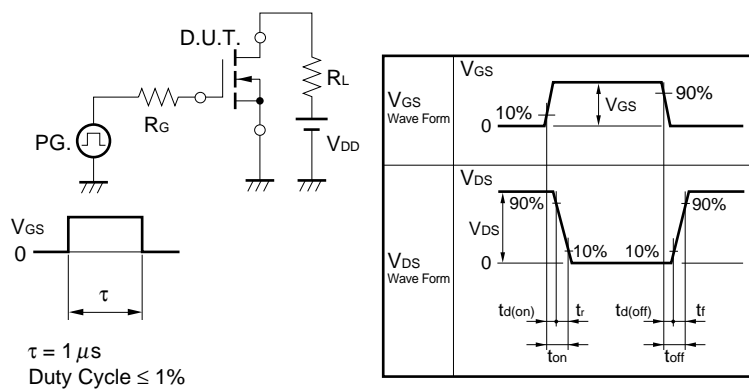 D.U.T.
RL
RG
PG.
VDD
VGS
0
τ
τ = 1 μs
Duty Cycle ≤ 1%
VGS
Wave Form
VGS
10%
90%
VGS
0
VDS
Wave Form
VDS
90%
90%
VDS
10%
10%
0
td(on)
tr
td(off)
tf
ton
toff